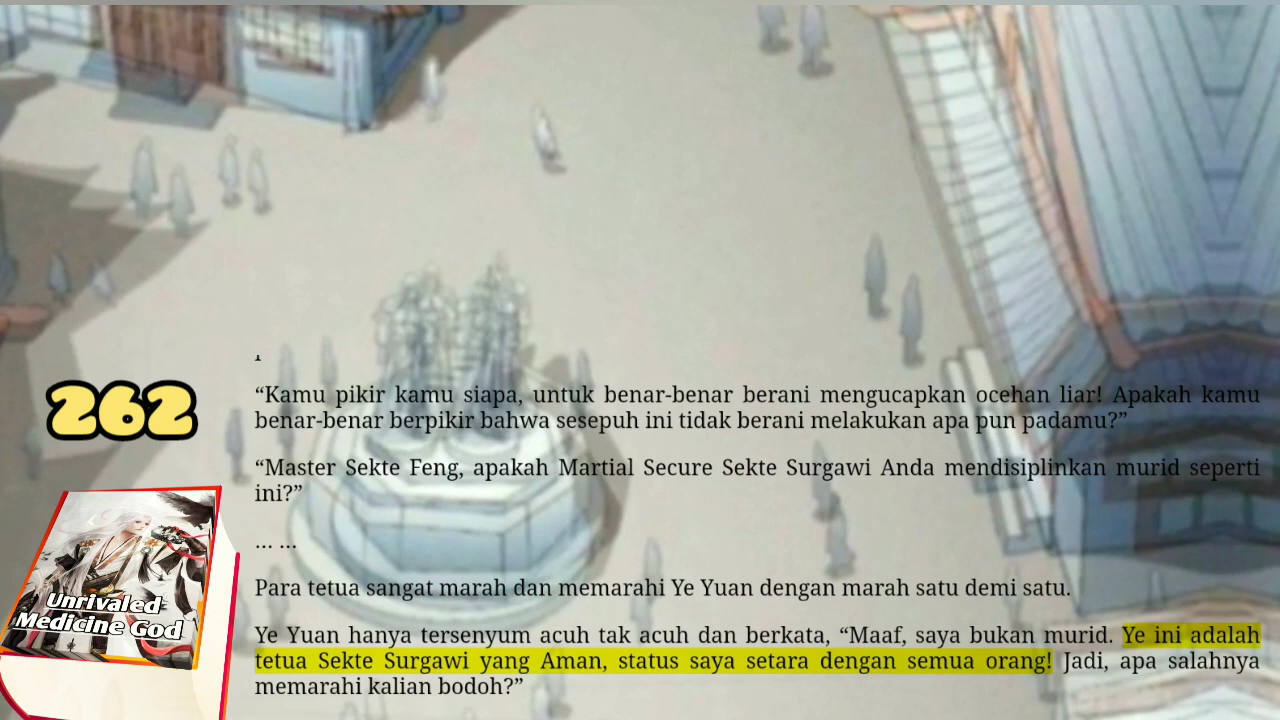 “Kamu pikir kamu siapa, untuk benar-benar berani mengucapkan ocehan liar! Apakah kamu
benar-benar berpikir bahwa sesepuh ini tidak berani melakukan apa pun padamu?”
“Master Sekte Feng, apakah Martial Secure Sekte Surgawi Anda mendisiplinkan murid seperti
ini?”
… …
Para tetua sangat marah dan memarahi Ye Yuan dengan marah satu demi satu.
Ye Yuan hanya tersenyum acuh tak acuh dan berkata, “Maaf, saya bukan murid. Ye ini adalah
tetua Sekte Surgawi yang Aman, status saya setara dengan semua orang! Jadi, apa salahnya
memarahi kalian bodoh?”
262
Unrivaled
Medicine God